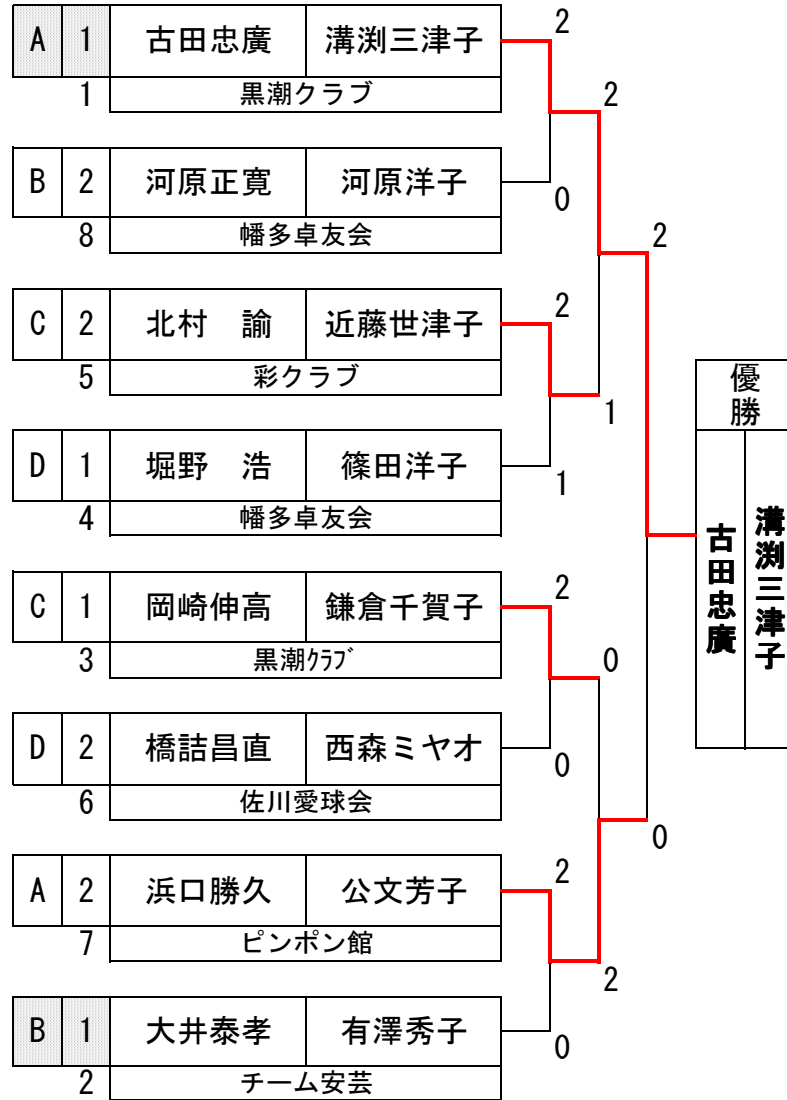 A 1 古田忠廣 溝渕三津子 2
1 黒潮クラブ 2
B 2 河原正寛 河原洋子 0
8 幡多卓友会 2
C 2 北村　諭 近藤世津子 2
5 彩クラブ 1
D 1 堀野　浩 篠田洋子 1
4 幡多卓友会
C 1 岡崎伸高 鎌倉千賀子 2
3 黒潮ｸﾗﾌﾞ 0
D 2 橋詰昌直 西森ミヤオ 0
6 佐川愛球会 0
A 2 浜口勝久 公文芳子 2
7 ピンポン館 2
B 1 大井泰孝 有澤秀子 0
2 チーム安芸
優勝
溝渕三津子
古田忠廣